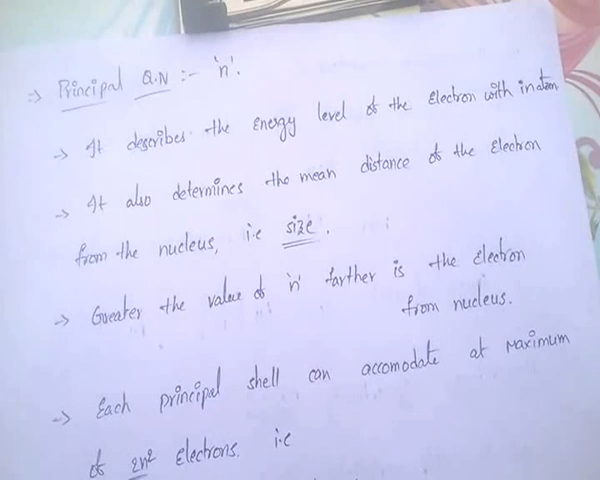 ⇒ Principal Q.N :- 'n'.
→ It describes the energy level of the Electron with in atom
→ It also determines the mean distance of the Electron
from the nucleus, i.e size.
→ Greater the value of 'n' farther is the electron
from nucleus.
→ Each principal shell can accomodate at maximum
of 2n² Electrons. i.e